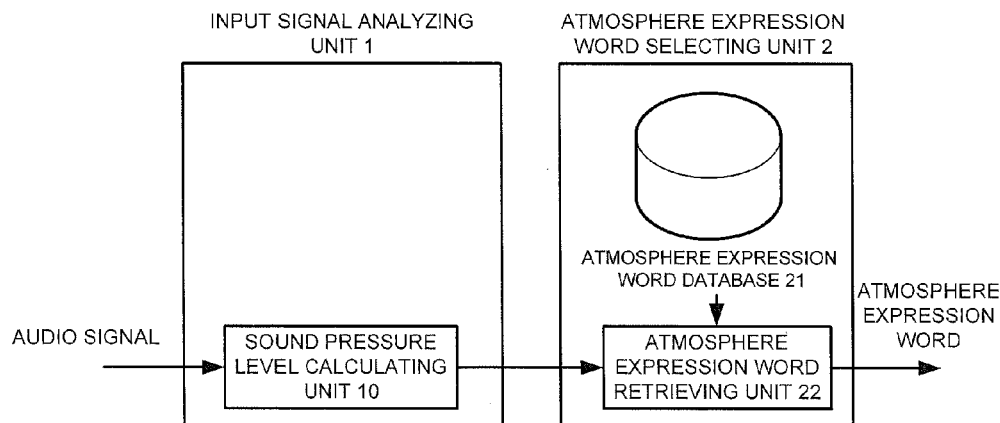 INPUT SIGNAL ANALYZING
UNIT 1
ATMOSPHERE EXPRESSION
WORD SELECTING UNIT 2
ATMOSPHERE EXPRESSION
WORD DATABASE 21
ATMOSPHERE
EXPRESSION
WORD
AUDIO SIGNAL
SOUND PRESSURE
LEVEL CALCULATING
UNIT 10
ATMOSPHERE
EXPRESSION WORD
RETRIEVING UNIT 22